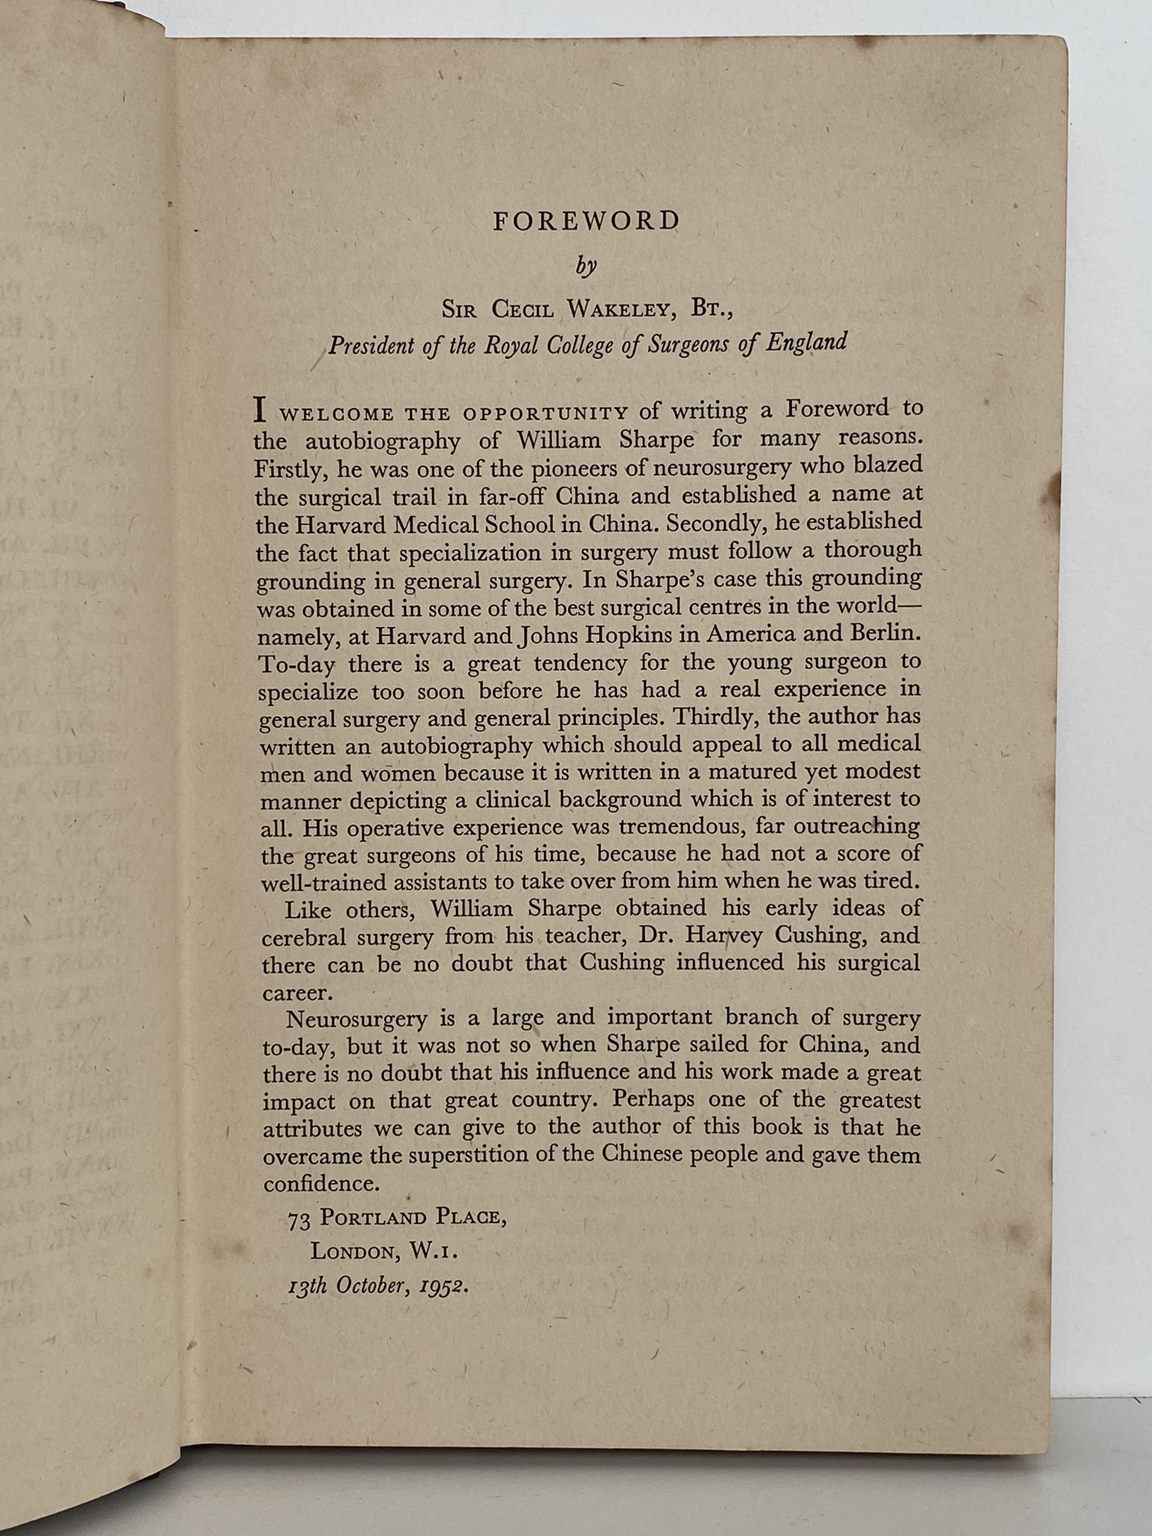 FOREWORD
by
SIR CECIL WAKELEY, BT.,
President of the Royal College of Surgeons of England
I WELCOME THE OPPORTUNITY of writing a Foreword to
the autobiography of William Sharpe for many reasons.
Firstly, he was one of the pioneers of neurosurgery who blazed
the surgical trail in far-off China and established a name at
the Harvard Medical School in China. Secondly, he established
the fact that specialization in surgery must follow a thorough
grounding in general surgery. In Sharpe's case this grounding
was obtained in some of the best surgical centres in the world—
namely, at Harvard and Johns Hopkins in America and Berlin.
To-day there is a great tendency for the young surgeon to
specialize too soon before he has had a real experience in
general surgery and general principles. Thirdly, the author has
written an autobiography which should appeal to all medical
men and women because it is written in a matured yet modest
manner depicting a clinical background which is of interest to
all. His operative experience was tremendous, far outreaching
the great surgeons of his time, because he had not a score of
well-trained assistants to take over from him when he was tired.
Like others, William Sharpe obtained his early ideas of
cerebral surgery from his teacher, Dr. Harvey Cushing, and
there can be no doubt that Cushing influenced his surgical
career.
Neurosurgery is a large and important branch of surgery
to-day, but it was not so when Sharpe sailed for China, and
there is no doubt that his influence and his work made a great
impact on that great country. Perhaps one of the greatest
attributes we can give to the author of this book is that he
overcame the superstition of the Chinese people and gave them
confidence.
73 PORTLAND PLACE,
LONDON, W.1.
13th October, 1952.